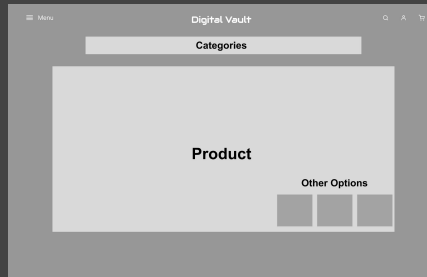 Menu
Digital Vault
Categories
Product
Other Options